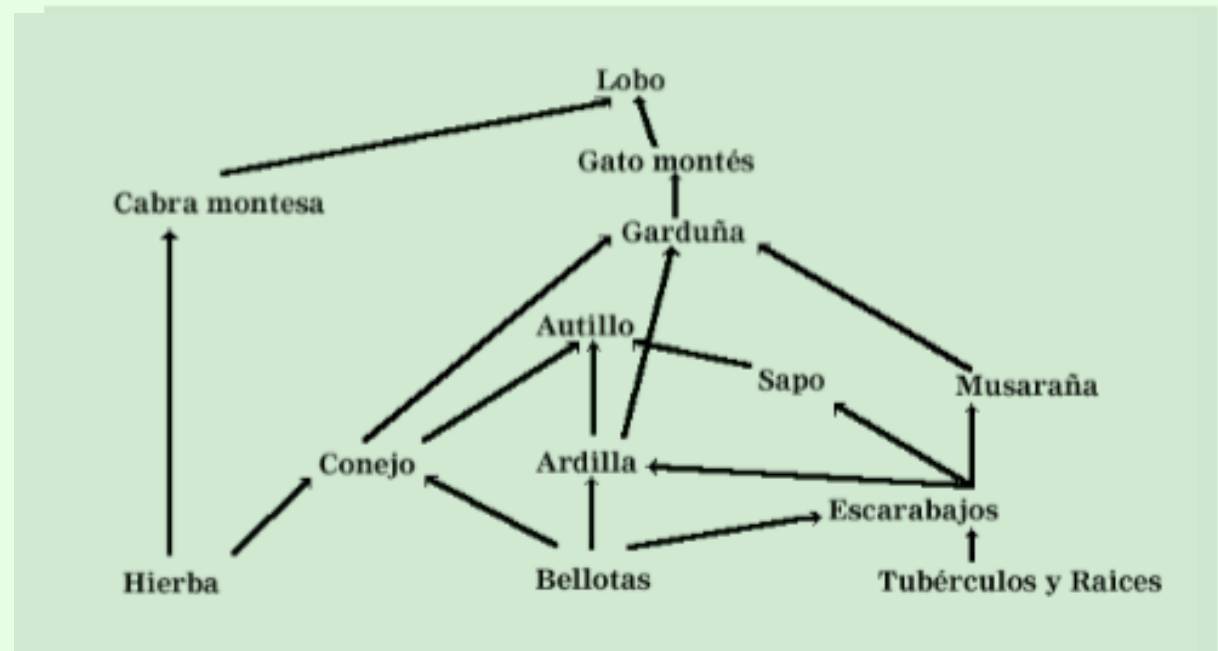 Lobo
Gato montés
Cabra montesa
Garduña
Autillo
Sapo
Musaraña
Conejo
Ardilla
Escarabajos
Hierba
Bellotas
Tubérculos y Raices